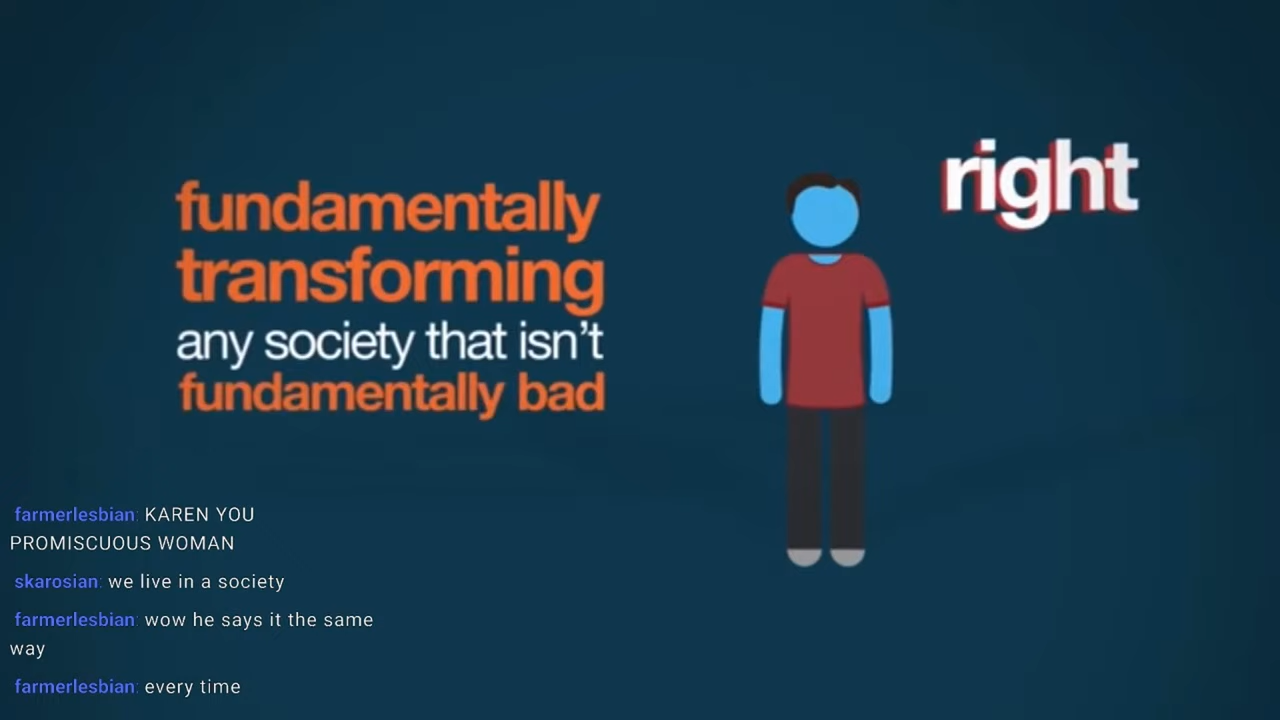 right
fundamentally
transforming
any society that isn't
fundamentally bad
farmerlesbian: KAREN YOU
PROMISCUOUS WOMAN
skarosian: we live in a society
farmerlesbian: wow he says it the same
way
farmerlesbian: every time